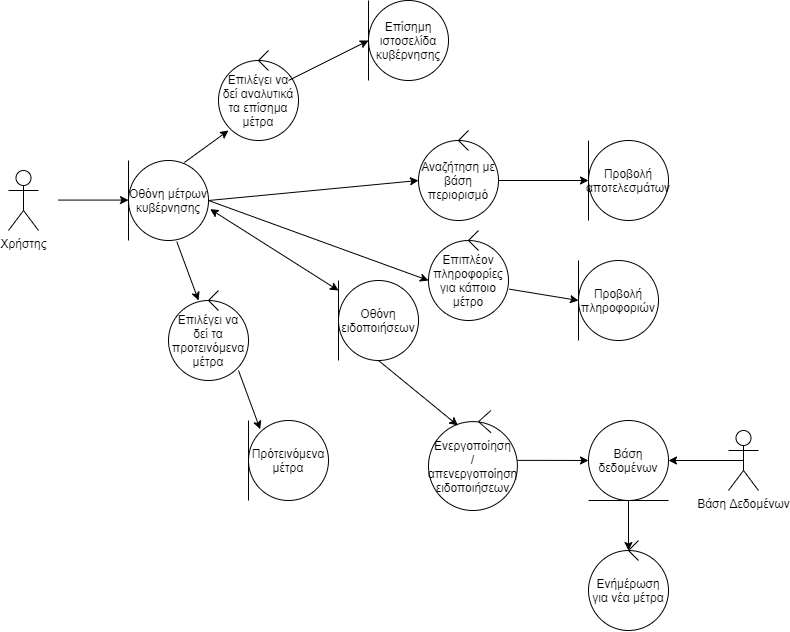 Επίσημη
ιστοσελίδα
κυβέρνησης
Επιλέγει να
δεί αναλυτικά
τα επίσημα
μέτρα
Αναζήτηση με
βάση
περιορισμό
Προβολή
αποτελεσμάτων
Οθόνη μέτρων
κυβέρνησης
Χρήστης
Επιπλέον
πληροφορίες
για κάποιο
μέτρο
Προβολή
πληροφοριών
Οθόνη
ειδοποιήσεων
Επιλέγει να
δεί τα
προτεινόμενα
μέτρα
Πρότεινόμενα
μέτρα
Ενεργοποίηση
/
απενεργοποίηση
ειδοποιήσεων
Βάση
δεδομένων
Βάση Δεδομένων
Ενήμέρωση
για νέα μέτρα